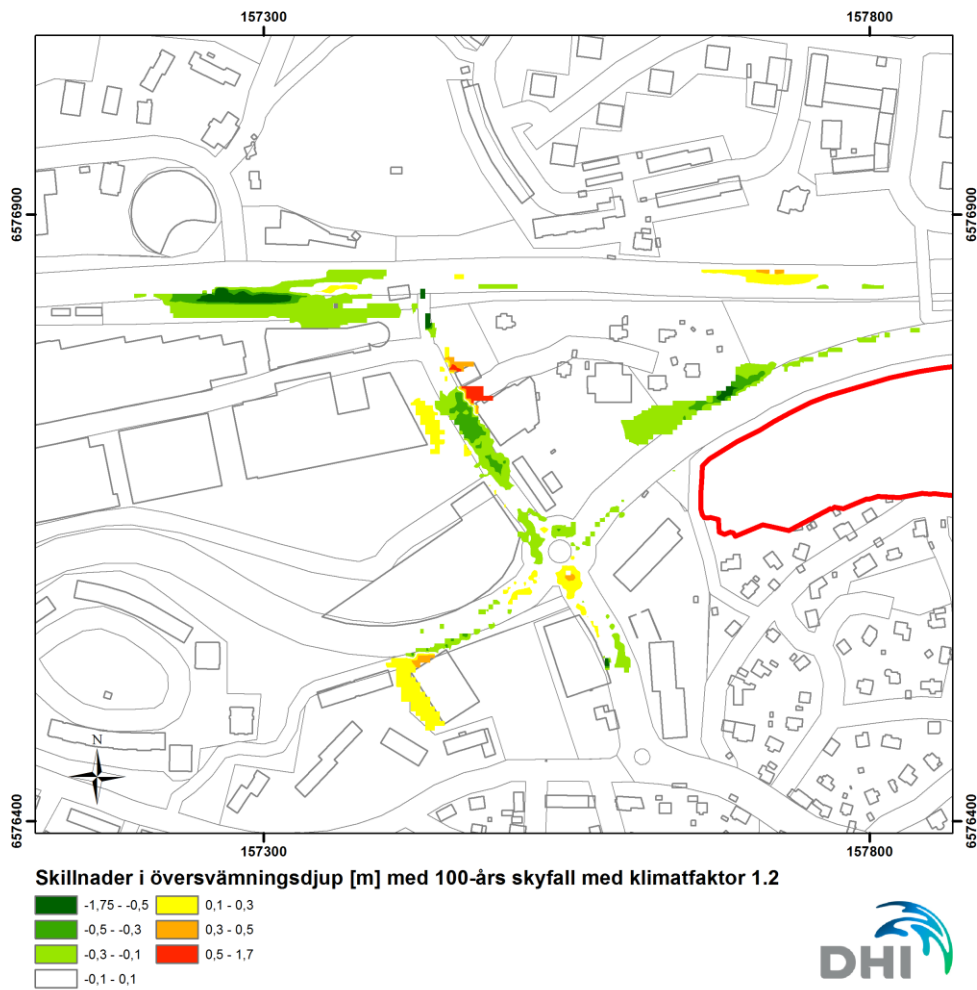 157300
157800
6576900
6576900
N
6576400
6576400
157300
157800
Skillnader i översvämningsdjup [m] med 100-års skyfall med klimatfaktor 1.2
-1,75 - -0,5
0,1 - 0,3
-0,5 - -0,3
0,3 - 0,5
-0,3 - -0,1
0,5 - 1,7
-0,1 - 0,1
DHI